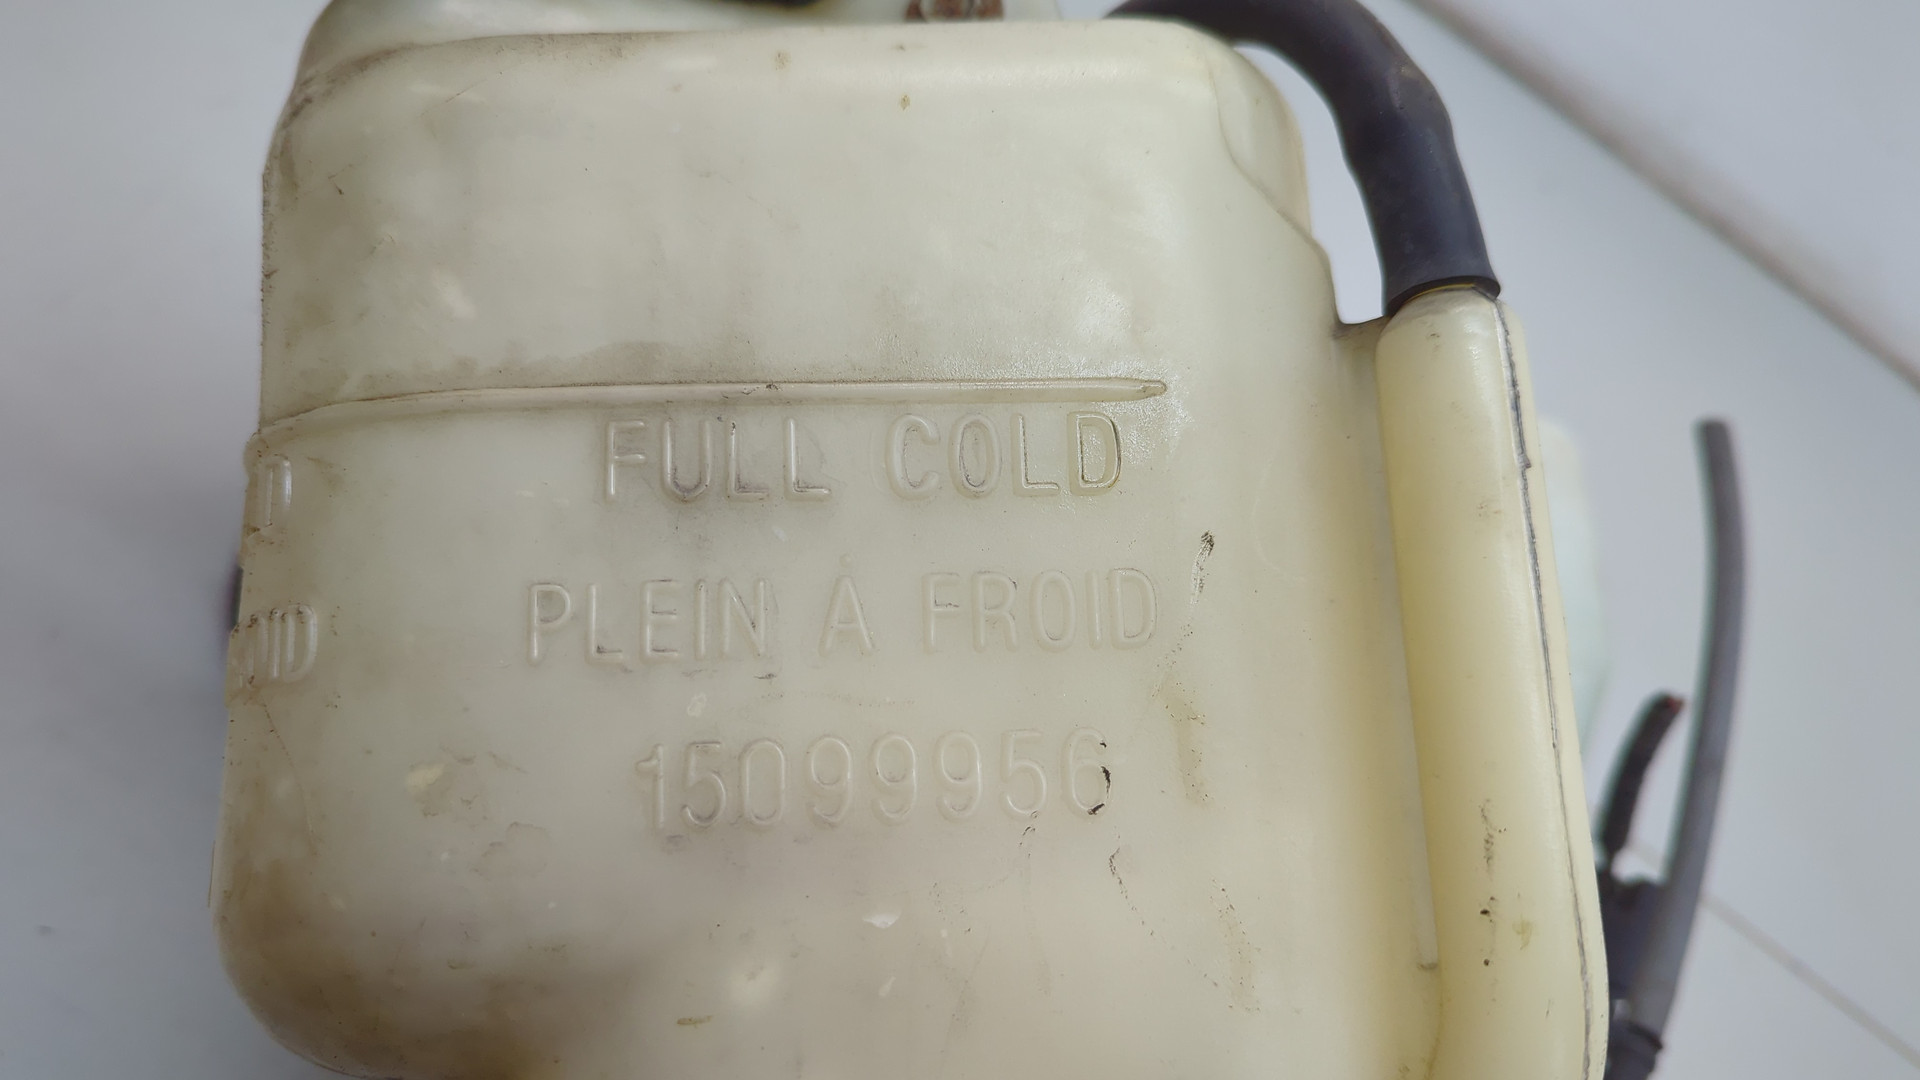 FULL COLD
PLEIN A FROID
15099956